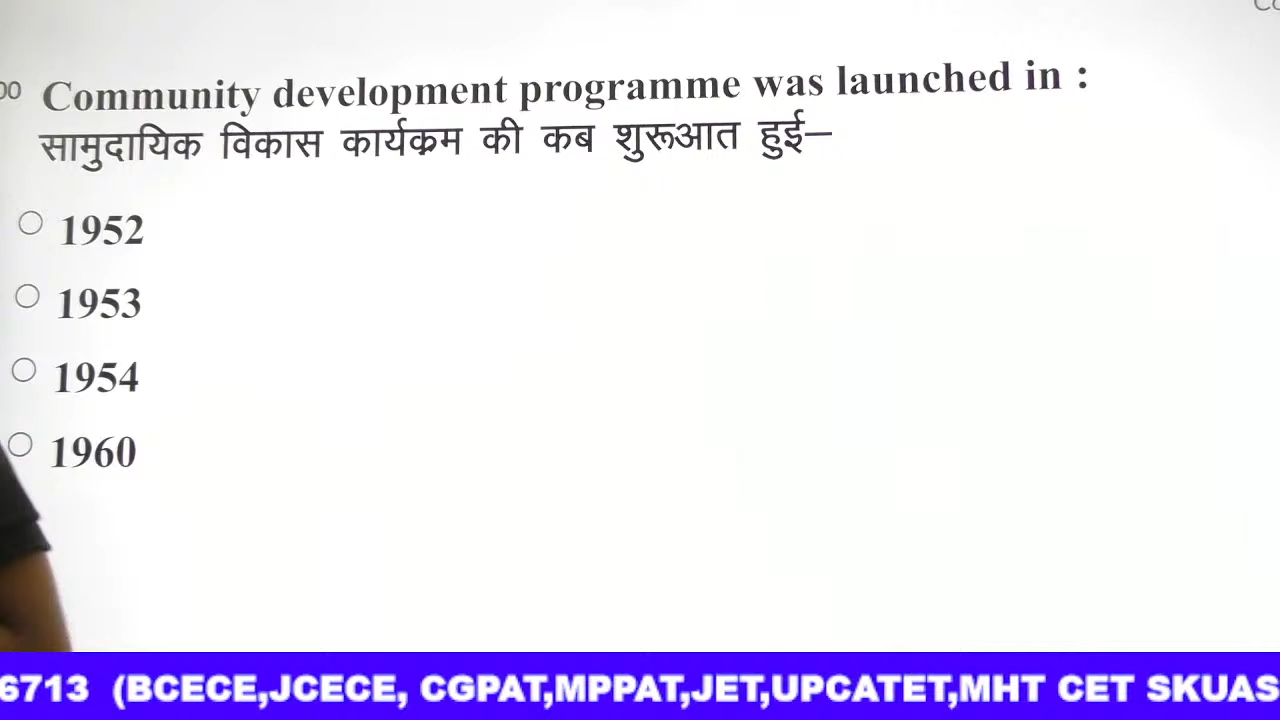 Community development programme was launched in :
सामुदायिक विकास कार्यक्रम की कब शुरूआत हुई–
1952
1953
1954
1960
6713 (BCECE,JCECE, CGPAT,MPPAT,JET,UPCATET,MHT CET SKUAS